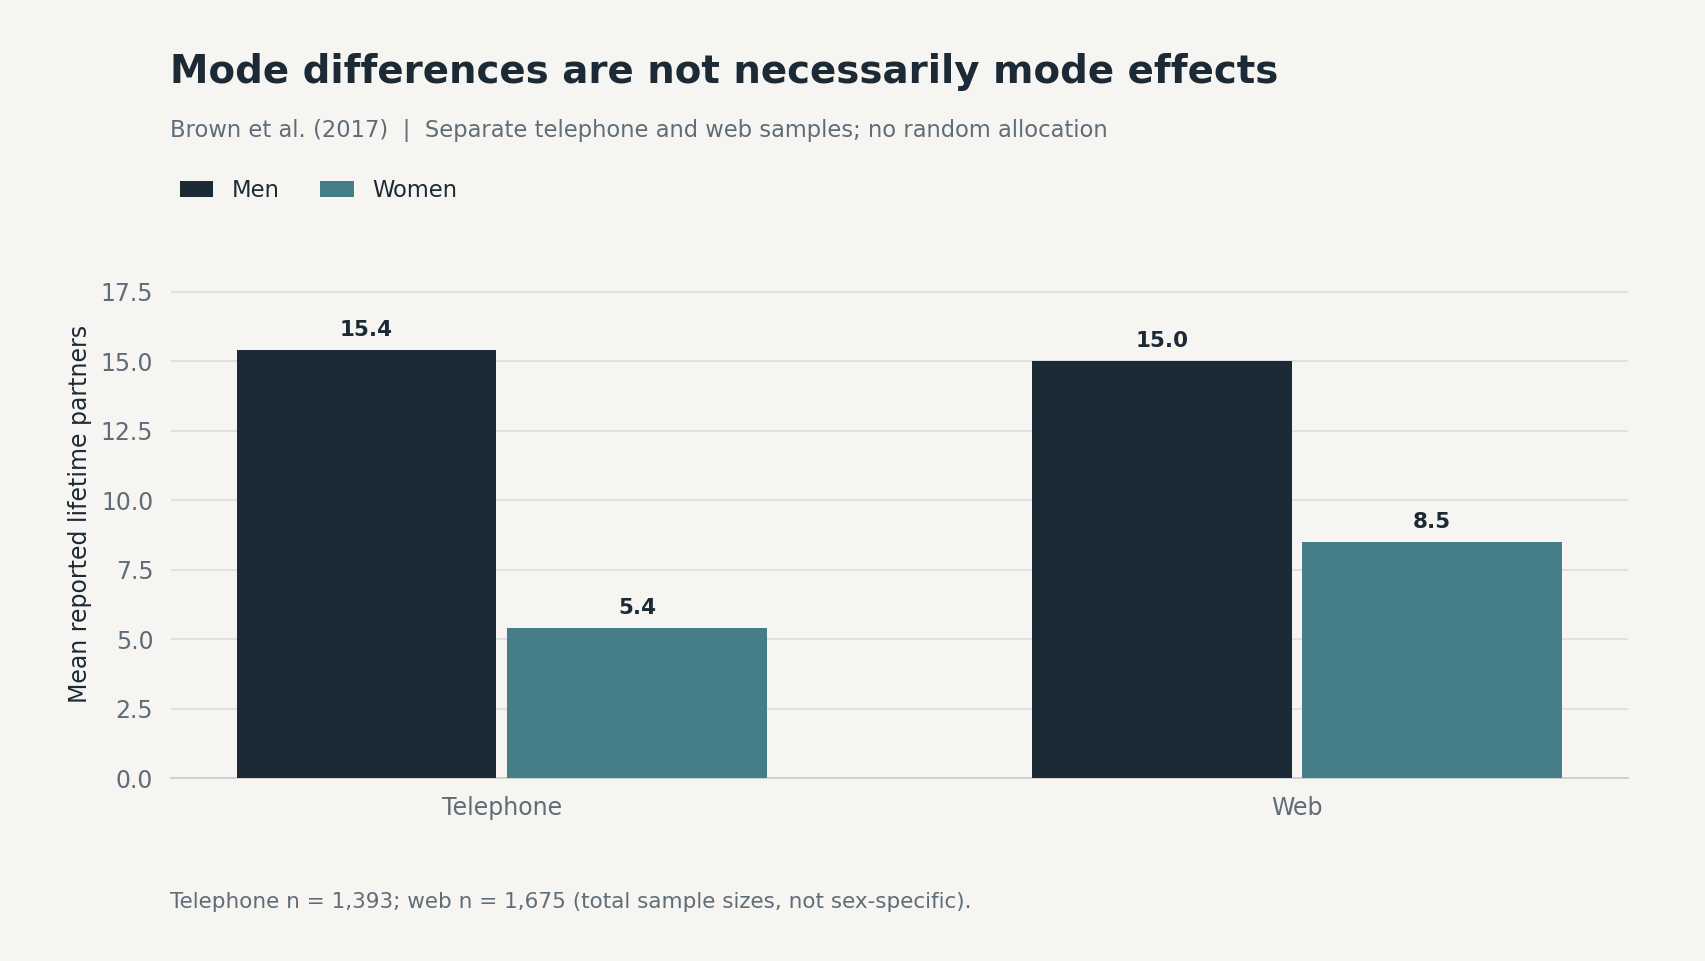 Mode differences are not necessarily mode effects
Brown et al. (2017) | Separate telephone and web samples; no random allocation
Men Women
Mean reported lifetime partners
17.5
15.0
12.5
10.0
7.5
5.0
2.5
0.0
15.4
5.4
15.0
8.5
Telephone Web
Telephone n = 1,393; web n = 1,675 (total sample sizes, not sex-specific).